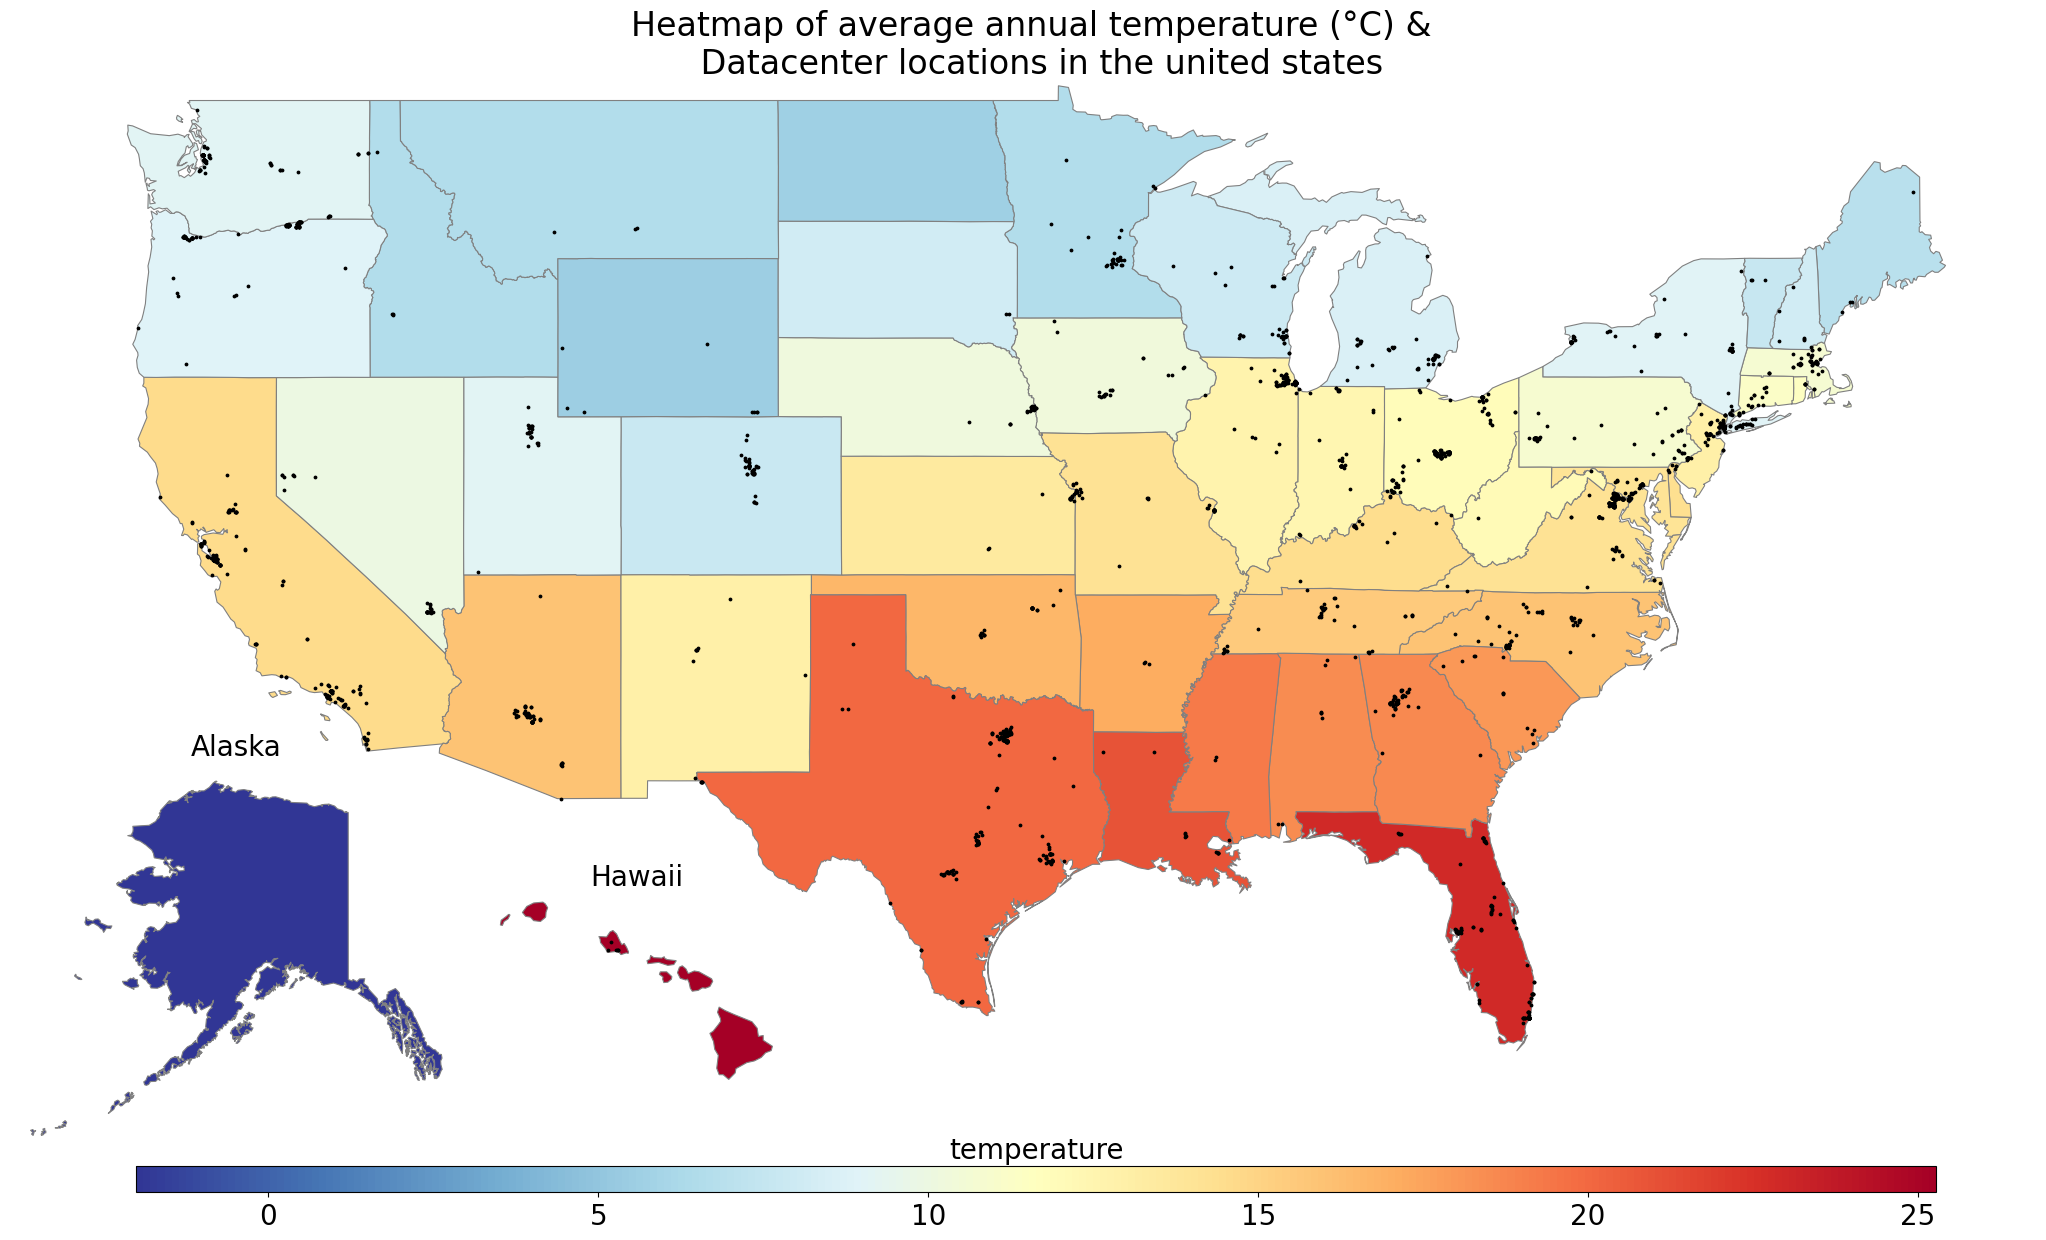 Heatmap of average annual temperature (°C) &
Datacenter locations in the united states
Alaska
Hawaii
temperature
0 5 10 15 20 25